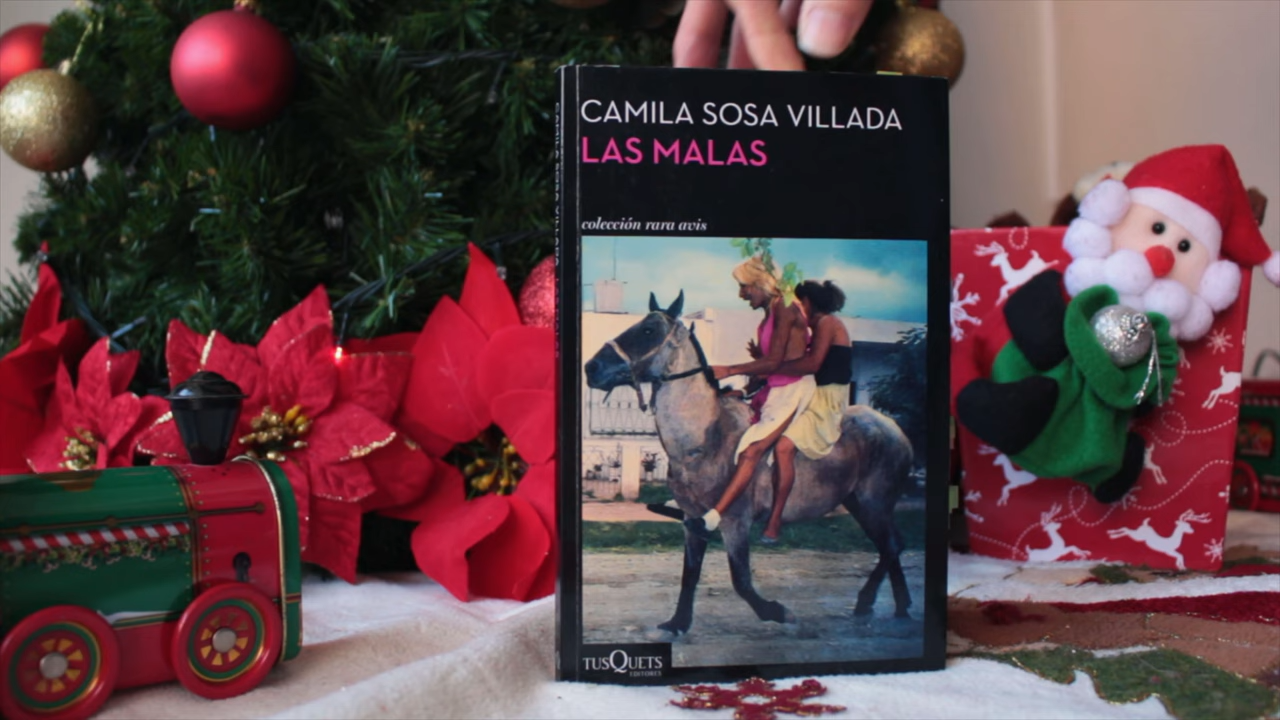 CAMILA SOSA VILLADA
LAS MALAS
colección rara avis
TUSQUETS
EDITORES